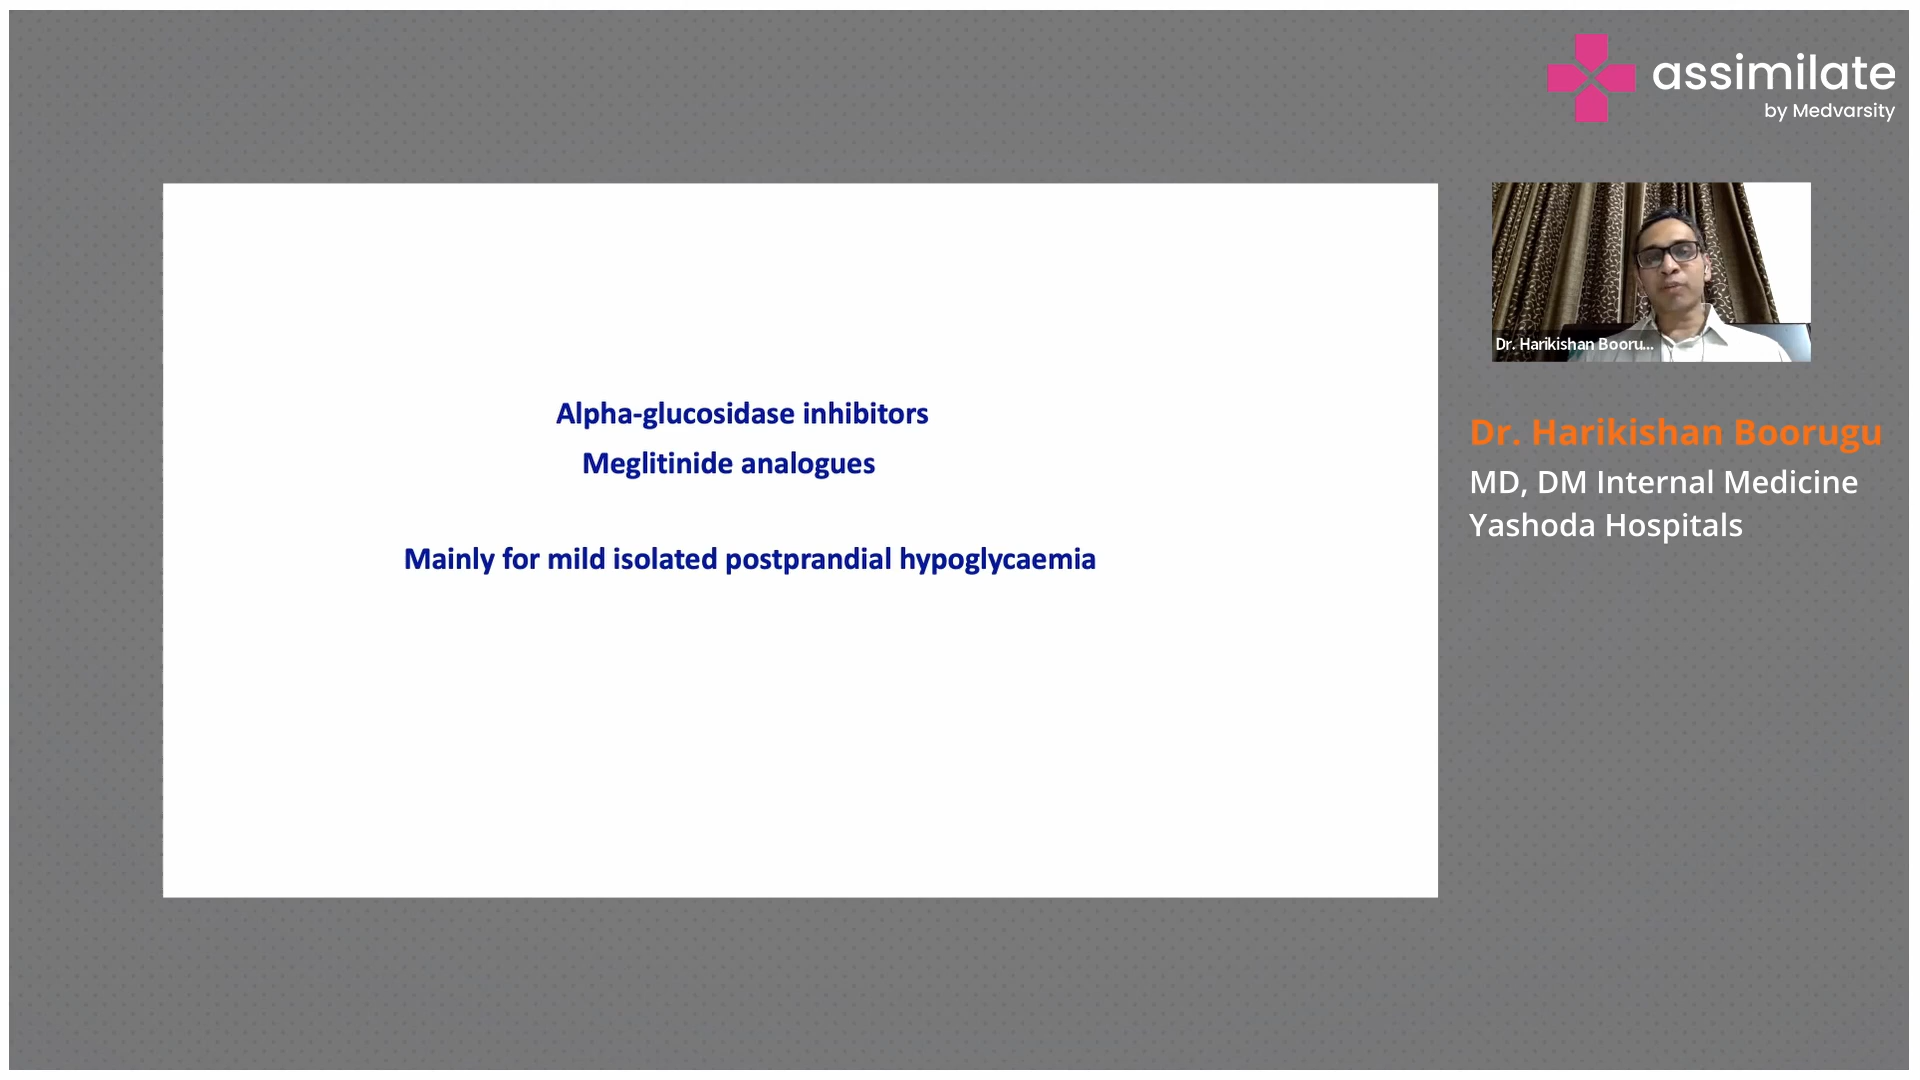 assimilate
by Medvarsity
Alpha-glucosidase inhibitors
Meglitinide analogues
Mainly for mild isolated postprandial hypoglycaemia
Dr. Harikishan Booru...
Dr. Harikishan Boorugu
MD, DM Internal Medicine
Yashoda Hospitals